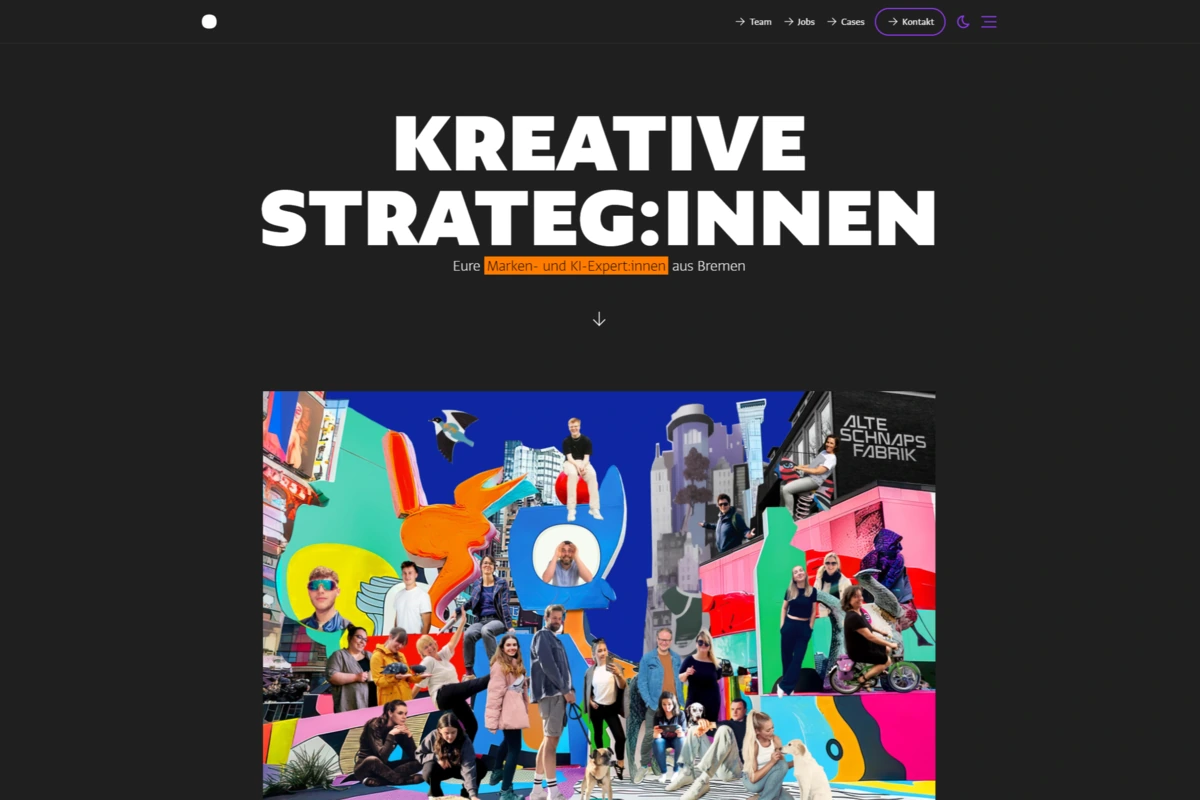 Team
Jobs
Cases
Kontakt
KREATIVE
STRATEG:INNEN
Eure Marken- und KI-Expert:innen aus Bremen
ALTE
SCHNAPS
FABRIK